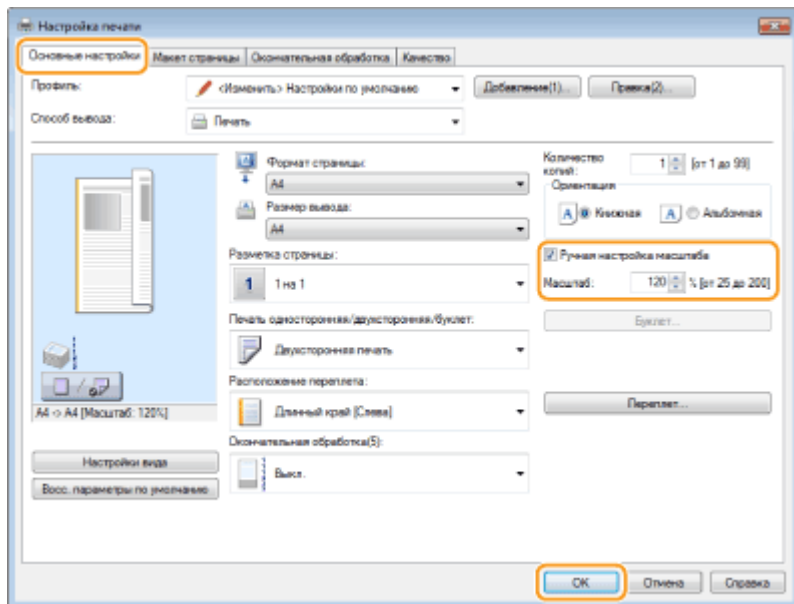 Настройка печати
Основные настройки Макет страницы Окончательная обработка Качество
Профиль: <Изменить> Настройки по умолчанию Добавление(1)... Правка(2)...
Способ вывода: Печать
Формат страницы:
A4
Размер вывода:
A4
Разметка страницы:
1 1 на 1
Печать односторонняя/двухсторонняя/буклет:
Двухсторонняя печать
Расположение переплета:
Длинный край [Слева]
Окончательная обработка(5):
Выкл.
Количество копий: 1 [от 1 до 99]
Ориентация
A Книжная A Альбомная
Ручная настройка масштаба
Масштаб: 120 % [от 25 до 200]
Буклет...
Переплет...
A4 -> A4 [Масштаб: 120%]
Настройки вида
Восс. параметры по умолчанию
OK Отмена Справка